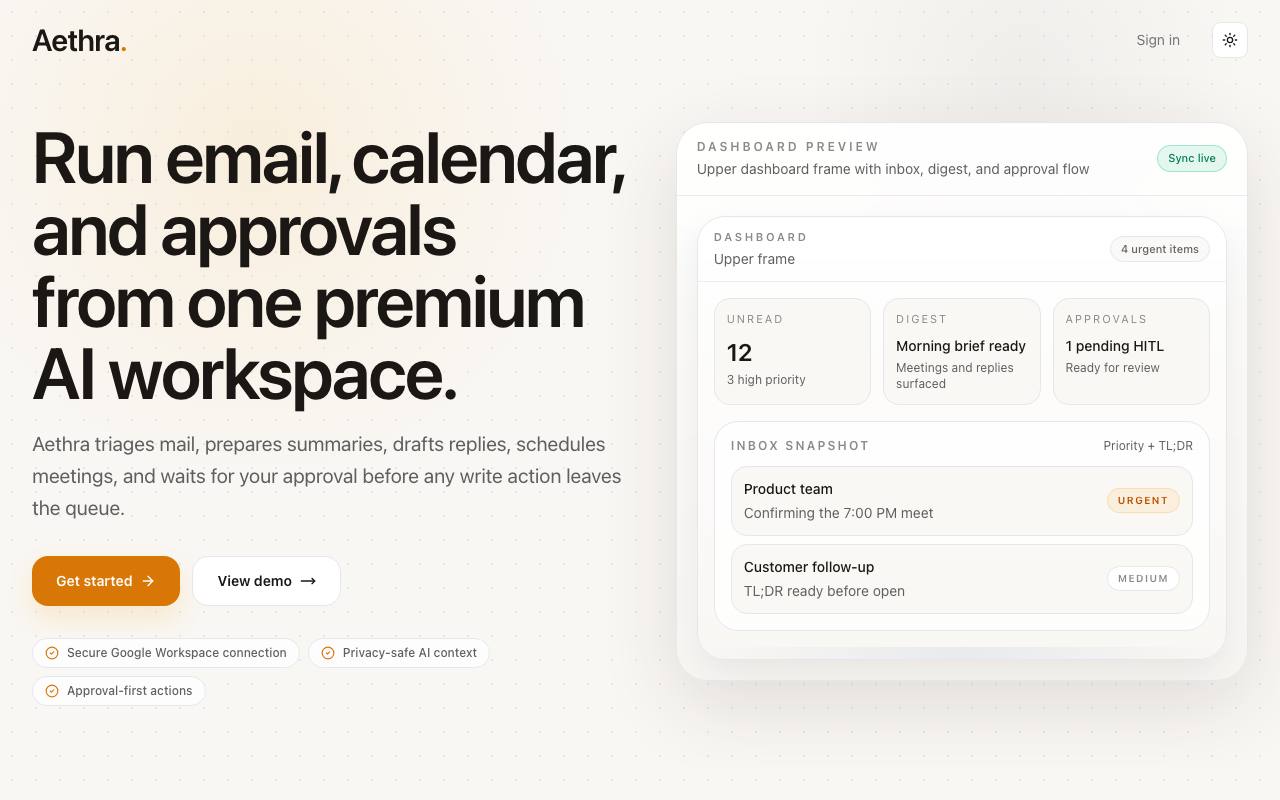 Aethra.
Sign in
Run email, calendar,
and approvals
from one premium
AI workspace.
Aethra triages mail, prepares summaries, drafts replies, schedules
meetings, and waits for your approval before any write action leaves
the queue.
Get started
View demo
Secure Google Workspace connection
Privacy-safe AI context
Approval-first actions
DASHBOARD PREVIEW
Upper dashboard frame with inbox, digest, and approval flow
Sync live
DASHBOARD
Upper frame
4 urgent items
UNREAD
12
3 high priority
DIGEST
Morning brief ready
Meetings and replies
surfaced
APPROVALS
1 pending HITL
Ready for review
INBOX SNAPSHOT
Priority + TL;DR
Product team
Confirming the 7:00 PM meet
URGENT
Customer follow-up
TL;DR ready before open
MEDIUM